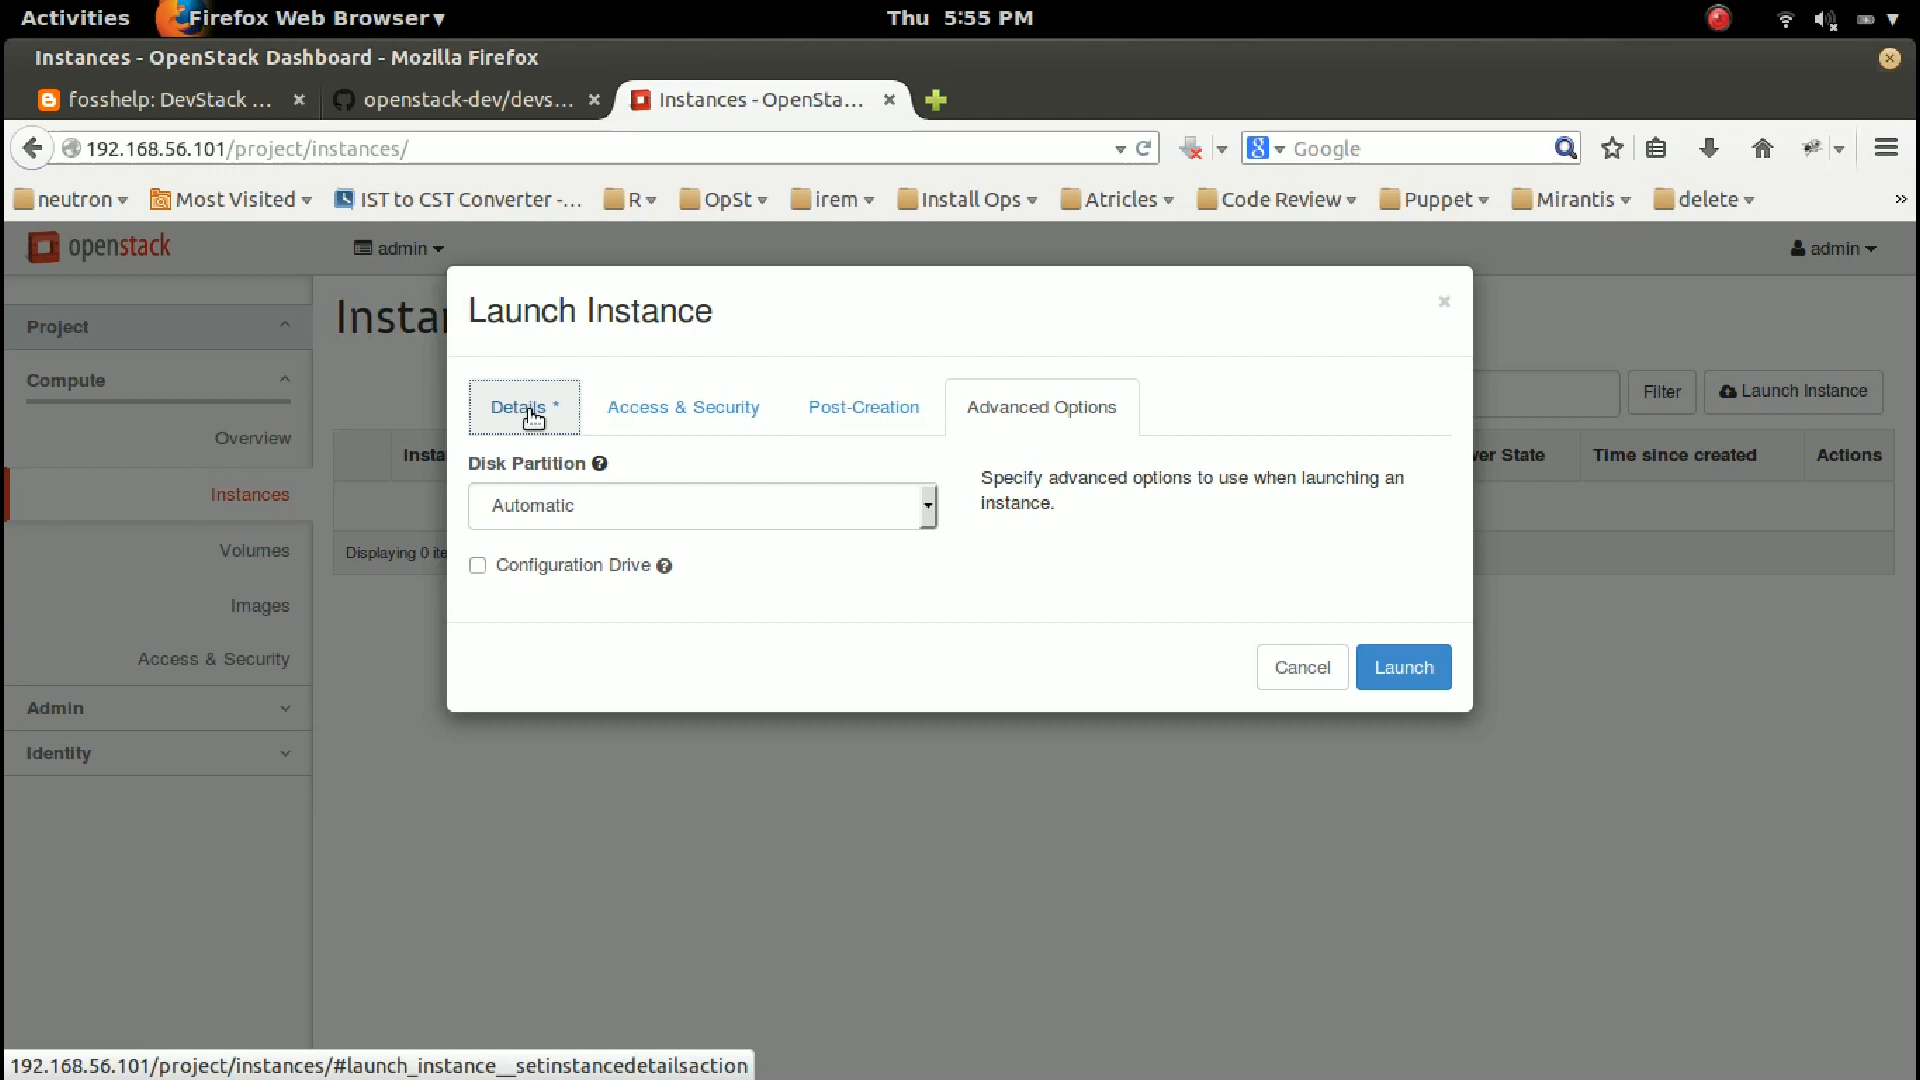 Activities Firefox Web Browser Thu 5:55 PM
Instances - OpenStack Dashboard - Mozilla Firefox
fosshelp: DevStack ... openstack-dev/devs... Instances - OpenSta...
192.168.56.101/project/instances/ Google
neutron Most Visited IST to CST Converter -... R OpSt irem Install Ops Atricles Code Review Puppet Mirantis delete »
openstack admin admin
Project
Compute
Overview
Instances
Volumes
Images
Access & Security
Admin
Identity
Instan
Filter Launch Instance
Insta
er State Time since created Actions
Displaying 0 ite
Launch Instance ×
Details * Access & Security Post-Creation Advanced Options
Disk Partition
Automatic
Configuration Drive
Specify advanced options to use when launching an
instance.
Cancel Launch
192.168.56.101/project/instances/#launch_instance__setinstancedetailsaction